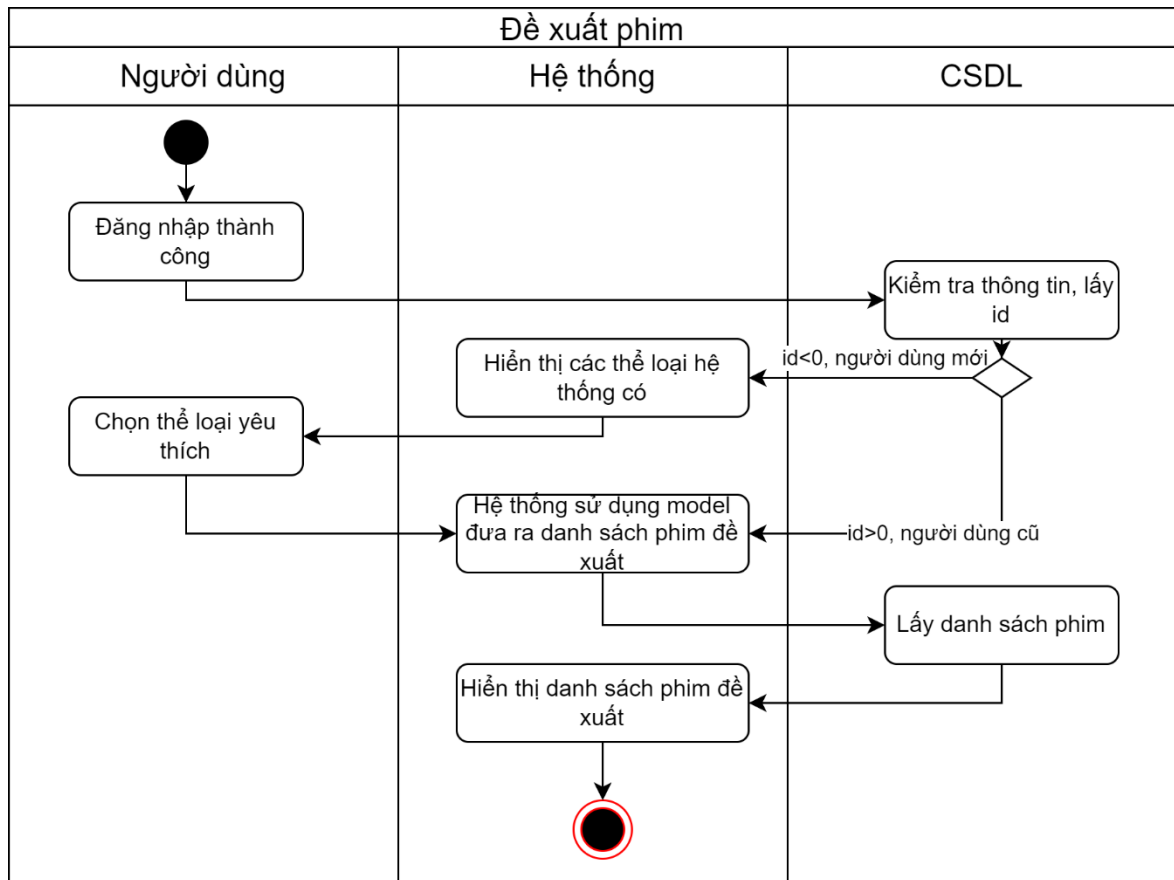 Đề xuất phim
Người dùng
Hệ thống
CSDL
Đăng nhập thành
công
Kiểm tra thông tin, lấy
id
id<0, người dùng mới
Hiển thị các thể loại hệ
thống có
Chọn thể loại yêu
thích
Hệ thống sử dụng model
đưa ra danh sách phim đề
xuất
id>0, người dùng cũ
Lấy danh sách phim
Hiển thị danh sách phim đề
xuất